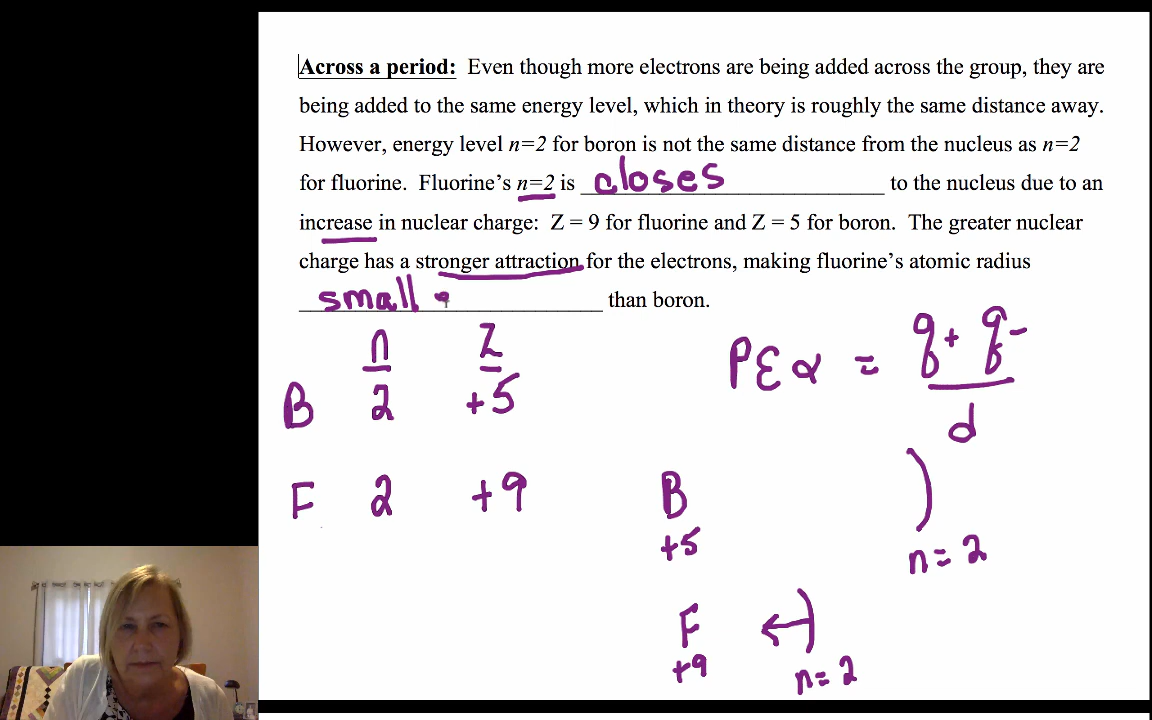 Across a period: Even though more electrons are being added across the group, they are
being added to the same energy level, which in theory is roughly the same distance away.
However, energy level n=2 for boron is not the same distance from the nucleus as n=2
for fluorine. Fluorine's n=2 is closes to the nucleus due to an
increase in nuclear charge: Z = 9 for fluorine and Z = 5 for boron. The greater nuclear
charge has a stronger attraction for the electrons, making fluorine's atomic radius
small e than boron.
n Z
B 2 +5
F 2 +9
PE α = q+ q-
d
B
+5
n=2
F
+9
n=2